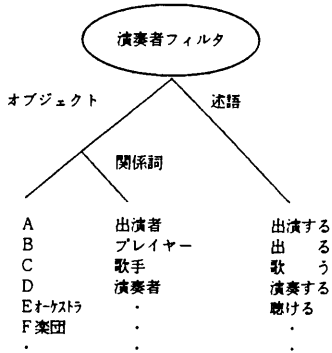 演奏者フィルタ
オブジェクト 述語
関係詞
A 出演者 出演する
B プレイヤー 出る
C 歌手 歌う
D 演奏者 演奏する
Eオーケストラ ・ 聴ける
F楽団 ・ ・
・ ・ ・